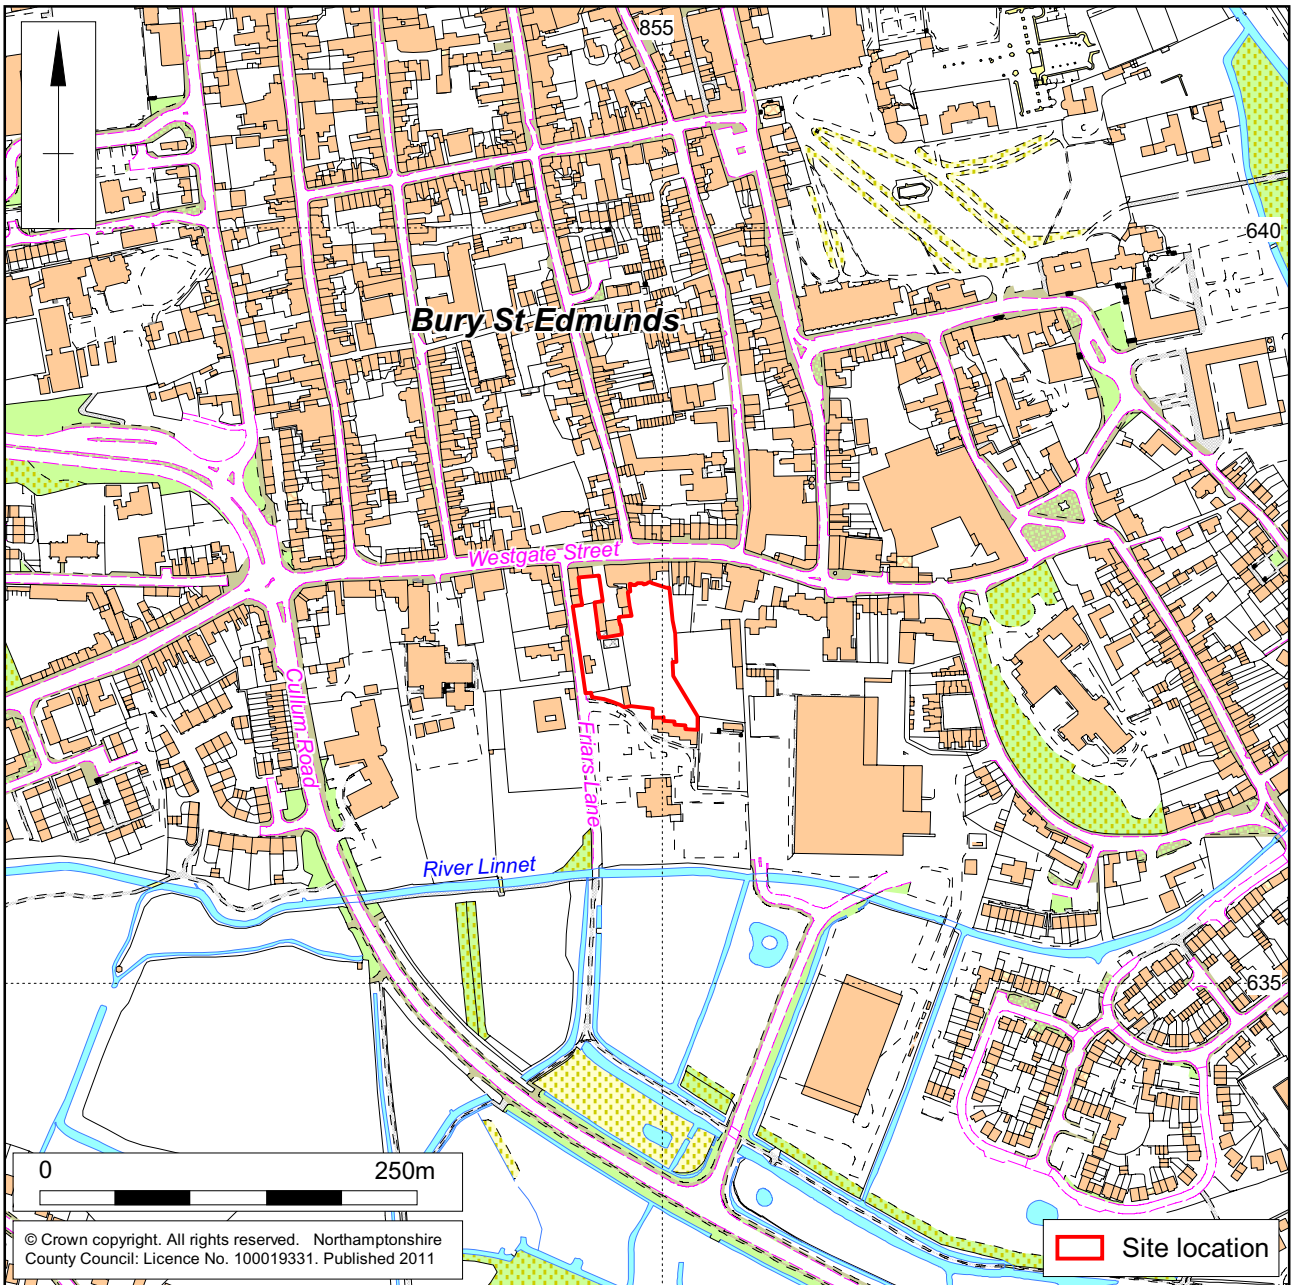 855
640
Bury St Edmunds
Westgate Street
Cullum Road
Friars Lane
River Linnet
635
0 250m
© Crown copyright. All rights reserved. Northamptonshire
County Council: Licence No. 100019331. Published 2011
Site location